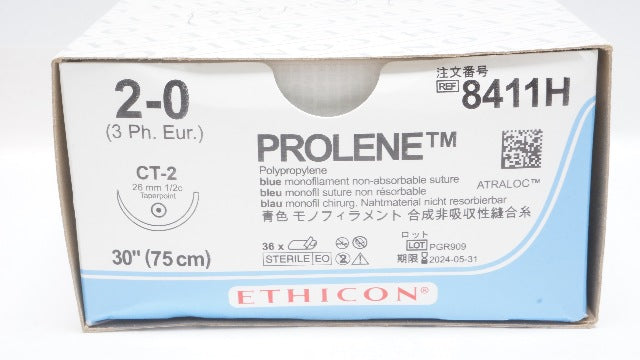 2-0
(3 Ph. Eur.)
CT-2
26 mm 1/2c
Taperpoint
30" (75 cm)
注文番号
REF 8411H
PROLENE™
Polypropylene
blue monofilament non-absorbable suture
bleu monofil suture non résorbable
blau monofil chirurg. Nahtmaterial nicht resorbierbar
青色 モノフィラメント 合成非吸収性縫合糸
ATRALOC™
36 x
STERILE EO
2
ロット
LOT PGR909
期限 2024-05-31
ETHICON®